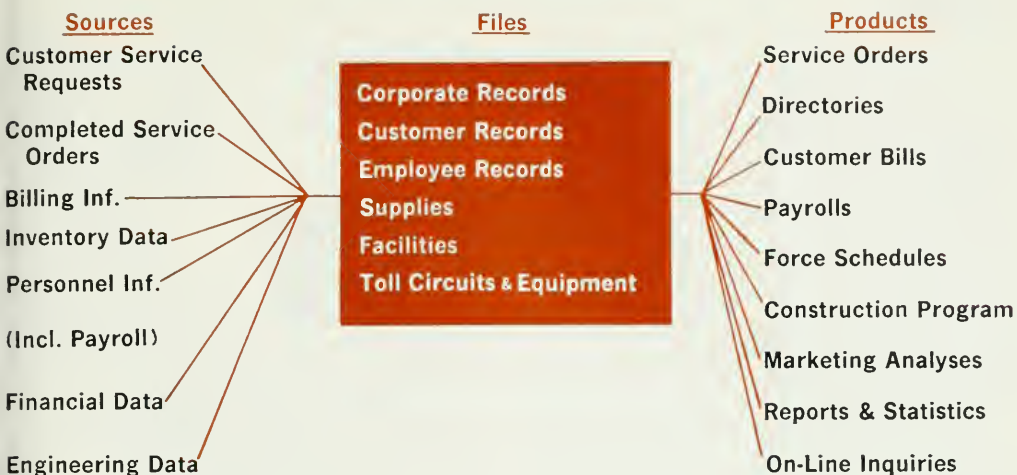 Sources
Customer Service
Requests
Completed Service
Orders
Billing Inf.
Inventory Data
Personnel Inf.
(Incl. Payroll)
Financial Data
Engineering Data
Files
Corporate Records
Customer Records
Employee Records
Supplies
Facilities
Toll Circuits & Equipment
Products
Service Orders
Directories
Customer Bills
Payrolls
Force Schedules
Construction Program
Marketing Analyses
Reports & Statistics
On-Line Inquiries